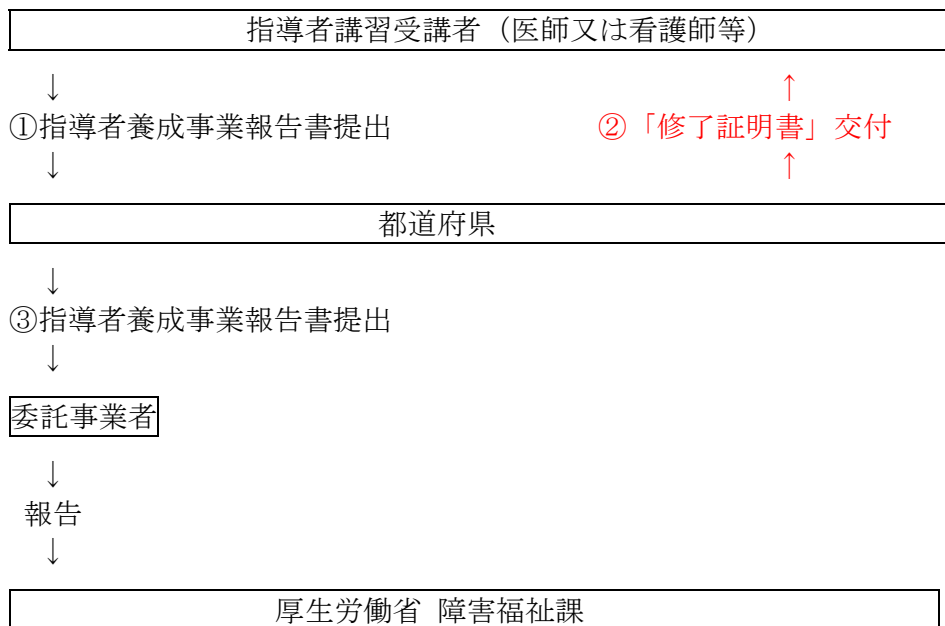 指導者講習受講者（医師又は看護師等）
↓ ↑
①指導者養成事業報告書提出 ②「修了証明書」交付
↓ ↑
都道府県
↓
③指導者養成事業報告書提出
↓
委託事業者
↓
報告
↓
厚生労働省 障害福祉課